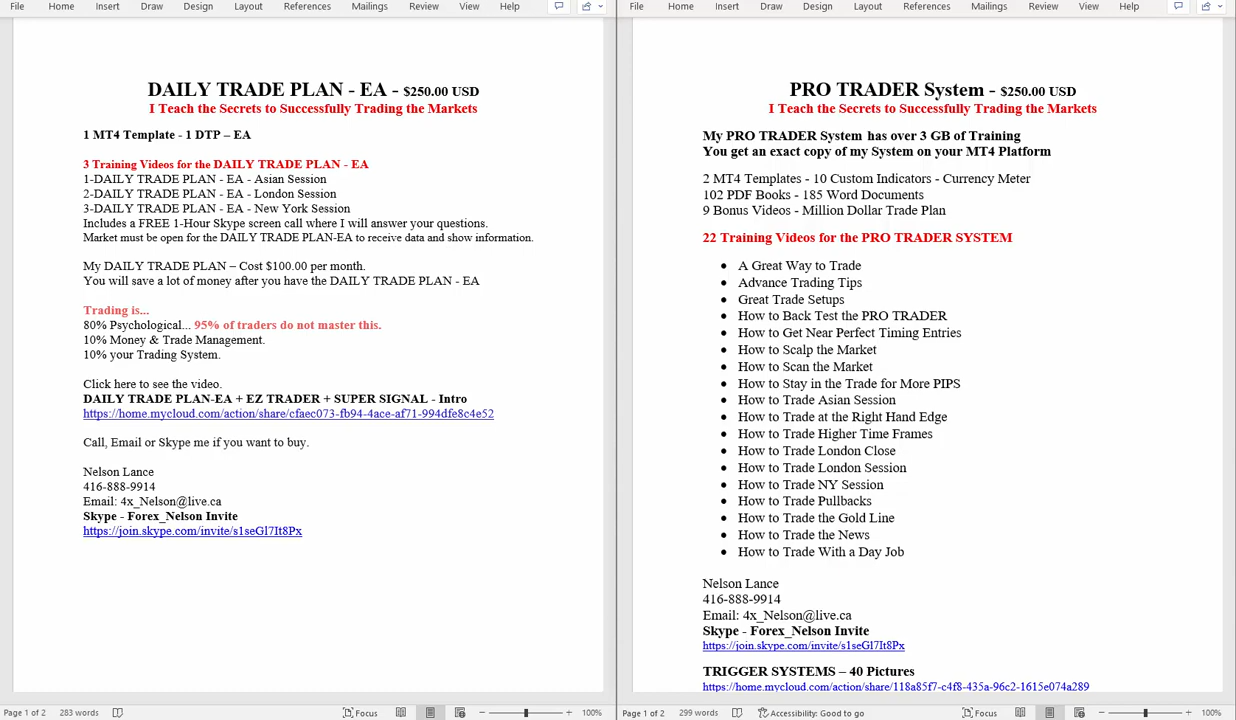 File Home Insert Draw Design Layout References Mailings Review View Help
DAILY TRADE PLAN - EA - $250.00 USD
I Teach the Secrets to Successfully Trading the Markets
1 MT4 Template - 1 DTP – EA
3 Training Videos for the DAILY TRADE PLAN - EA
1-DAILY TRADE PLAN - EA - Asian Session
2-DAILY TRADE PLAN - EA - London Session
3-DAILY TRADE PLAN - EA - New York Session
Includes a FREE 1-Hour Skype screen call where I will answer your questions.
Market must be open for the DAILY TRADE PLAN-EA to receive data and show information.
My DAILY TRADE PLAN – Cost $100.00 per month.
You will save a lot of money after you have the DAILY TRADE PLAN - EA
Trading is...
80% Psychological... 95% of traders do not master this.
10% Money & Trade Management.
10% your Trading System.
Click here to see the video.
DAILY TRADE PLAN-EA + EZ TRADER + SUPER SIGNAL - Intro
https://home.mycloud.com/action/share/cfaec073-fb94-4ace-af71-994dfe8c4e52
Call, Email or Skype me if you want to buy.
Nelson Lance
416-888-9914
Email: 4x_Nelson@live.ca
Skype - Forex_Nelson Invite
https://join.skype.com/invite/s1seGl7It8Px
Page 1 of 2 283 words Focus 100%
File Home Insert Draw Design Layout References Mailings Review View Help
PRO TRADER System - $250.00 USD
I Teach the Secrets to Successfully Trading the Markets
My PRO TRADER System has over 3 GB of Training
You get an exact copy of my System on your MT4 Platform
2 MT4 Templates - 10 Custom Indicators - Currency Meter
102 PDF Books - 185 Word Documents
9 Bonus Videos - Million Dollar Trade Plan
22 Training Videos for the PRO TRADER SYSTEM
• A Great Way to Trade
• Advance Trading Tips
• Great Trade Setups
• How to Back Test the PRO TRADER
• How to Get Near Perfect Timing Entries
• How to Scalp the Market
• How to Scan the Market
• How to Stay in the Trade for More PIPS
• How to Trade Asian Session
• How to Trade at the Right Hand Edge
• How to Trade Higher Time Frames
• How to Trade London Close
• How to Trade London Session
• How to Trade NY Session
• How to Trade Pullbacks
• How to Trade the Gold Line
• How to Trade the News
• How to Trade With a Day Job
Nelson Lance
416-888-9914
Email: 4x_Nelson@live.ca
Skype - Forex_Nelson Invite
https://join.skype.com/invite/s1seGl7It8Px
TRIGGER SYSTEMS – 40 Pictures
https://home.mycloud.com/action/share/118a85f7-c4f8-435a-96c2-1615e074a289
Page 1 of 2 299 words Accessibility: Good to go Focus 100%